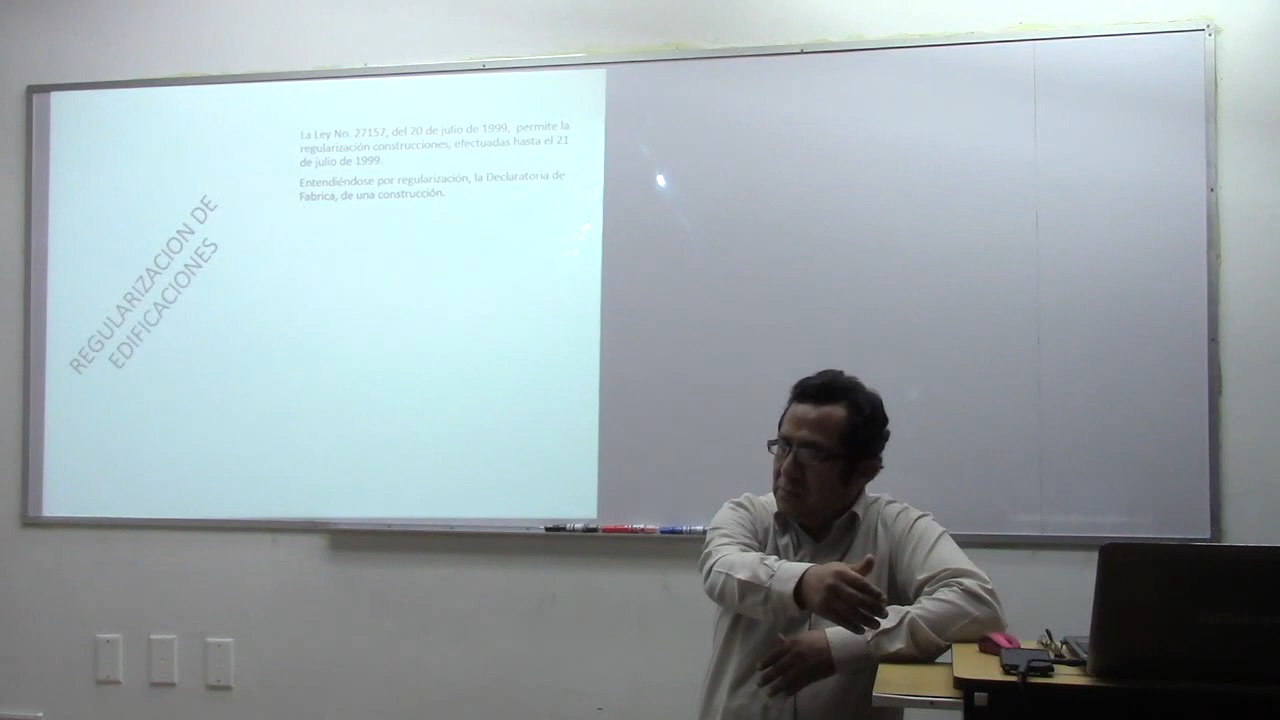 REGULARIZACION DE
EDIFICACIONES
La Ley No. 27157, del 20 de julio de 1999, permite la
regularización construcciones, efectuadas hasta el 21
de julio de 1999.
Entendiéndose por regularización, la Declaratoria de
Fabrica, de una construcción.